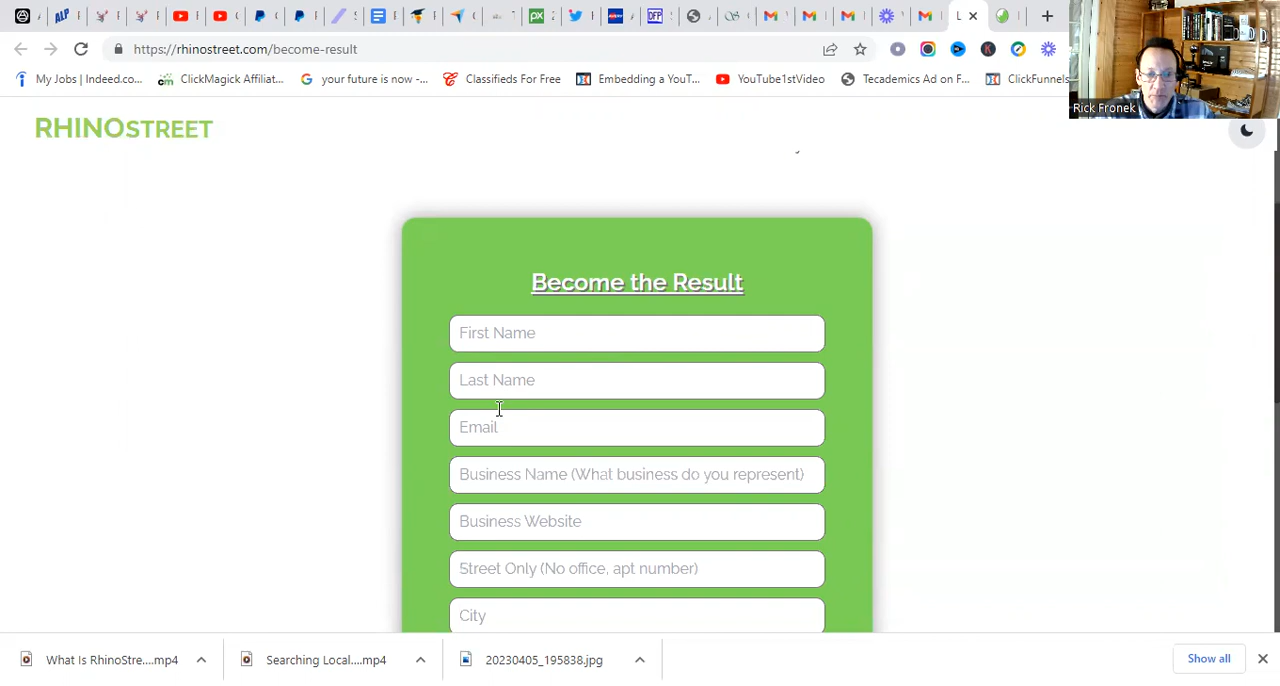 L
https://rhinostreet.com/become-result
My Jobs | Indeed.co...
ClickMagick Affiliat...
your future is now -...
Classifieds For Free
Embedding a YouT...
YouTube1stVideo
Tecademics Ad on F...
ClickFunnels
Rick Fronek
RHINOSTREET
Become the Result
First Name
Last Name
Email
Business Name (What business do you represent)
Business Website
Street Only (No office, apt number)
City
What Is RhinoStre....mp4
Searching Local....mp4
20230405_195838.jpg
Show all